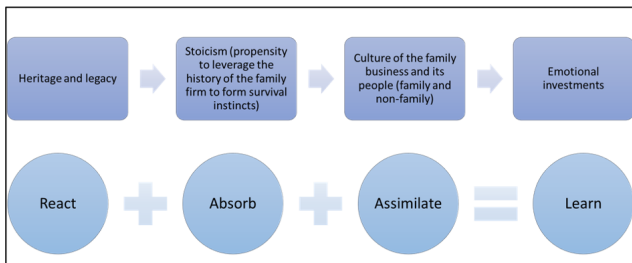 Heritage and legacy
Stoicism (propensity
to leverage the
history of the family
firm to form survival
instincts)
Culture of the family
business and its
people (family and
non-family)
Emotional
investments
React
Absorb
Assimilate
Learn